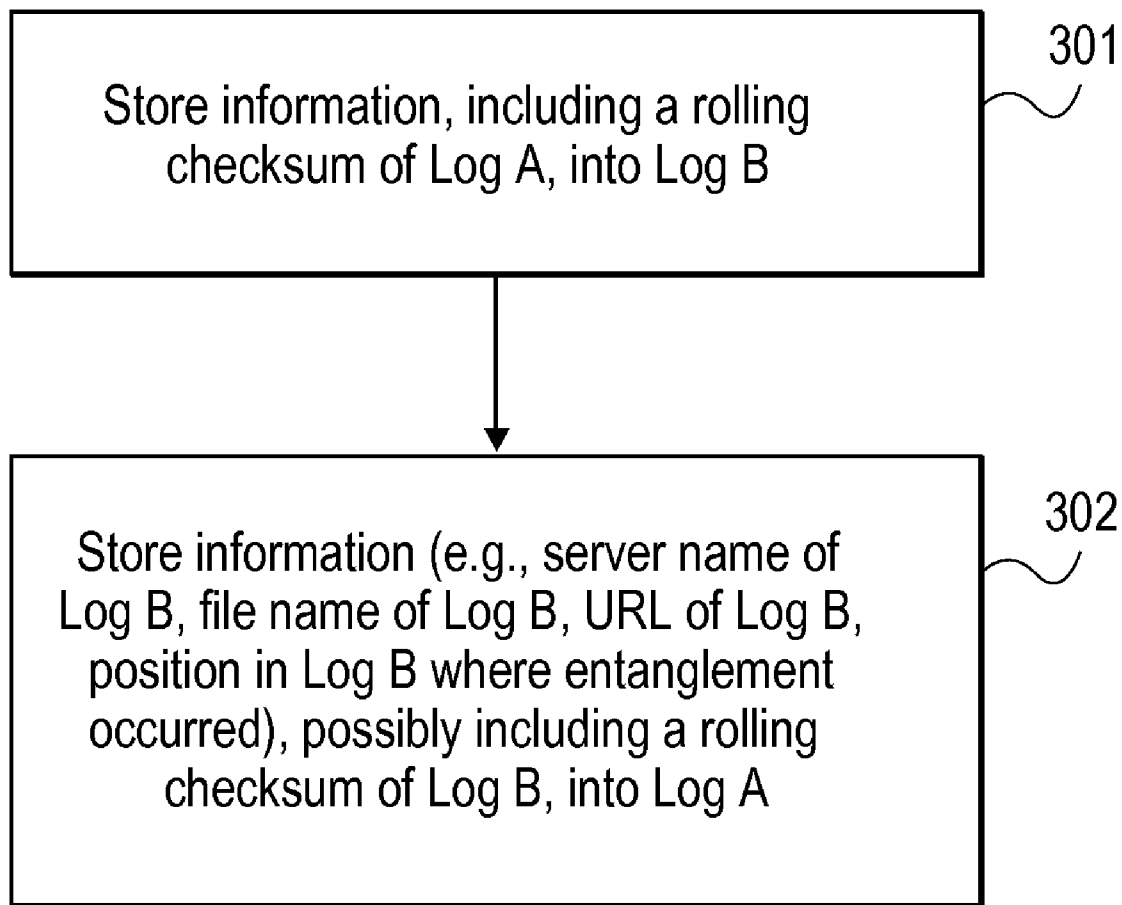 301
Store information, including a rolling
checksum of Log A, into Log B
302
Store information (e.g., server name of
Log B, file name of Log B, URL of Log B,
position in Log B where entanglement
occurred), possibly including a rolling
checksum of Log B, into Log A